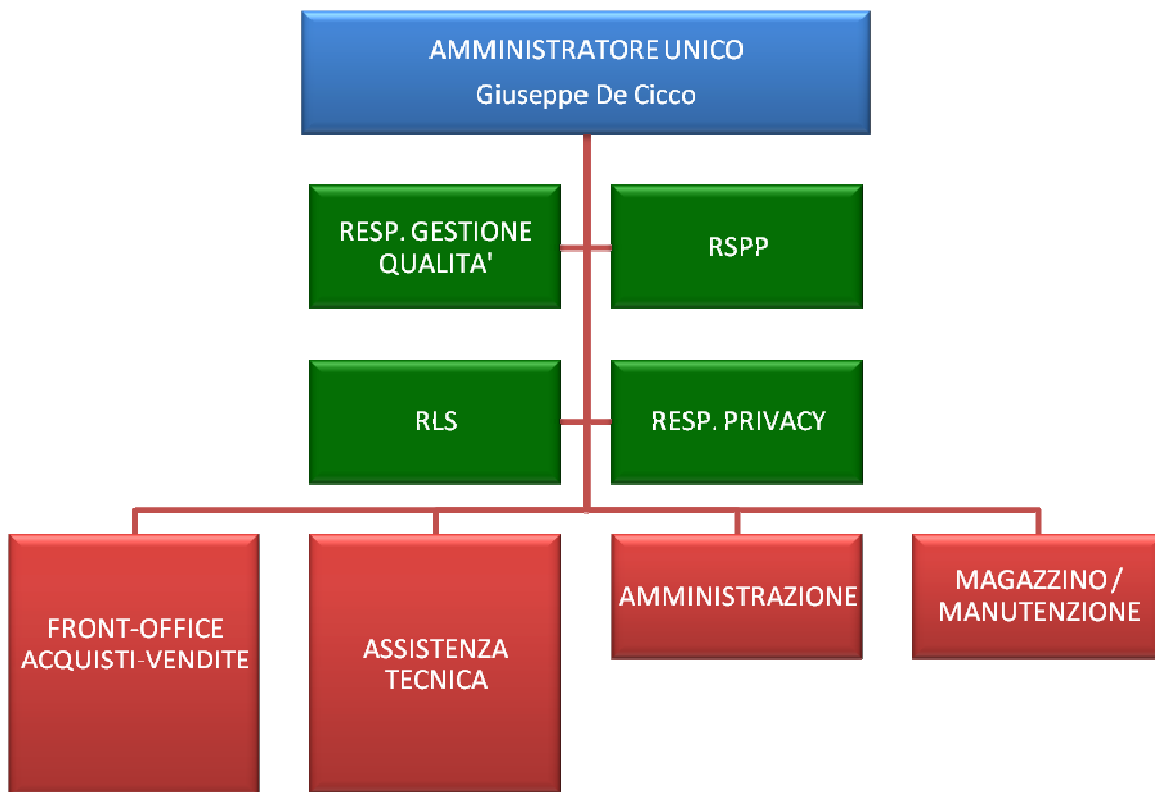 AMMINISTRATORE UNICO
Giuseppe De Cicco
RESP. GESTIONE
QUALITA'
RSPP
RLS
RESP. PRIVACY
FRONT-OFFICE
ACQUISTI-VENDITE
ASSISTENZA
TECNICA
AMMINISTRAZIONE
MAGAZZINO /
MANUTENZIONE